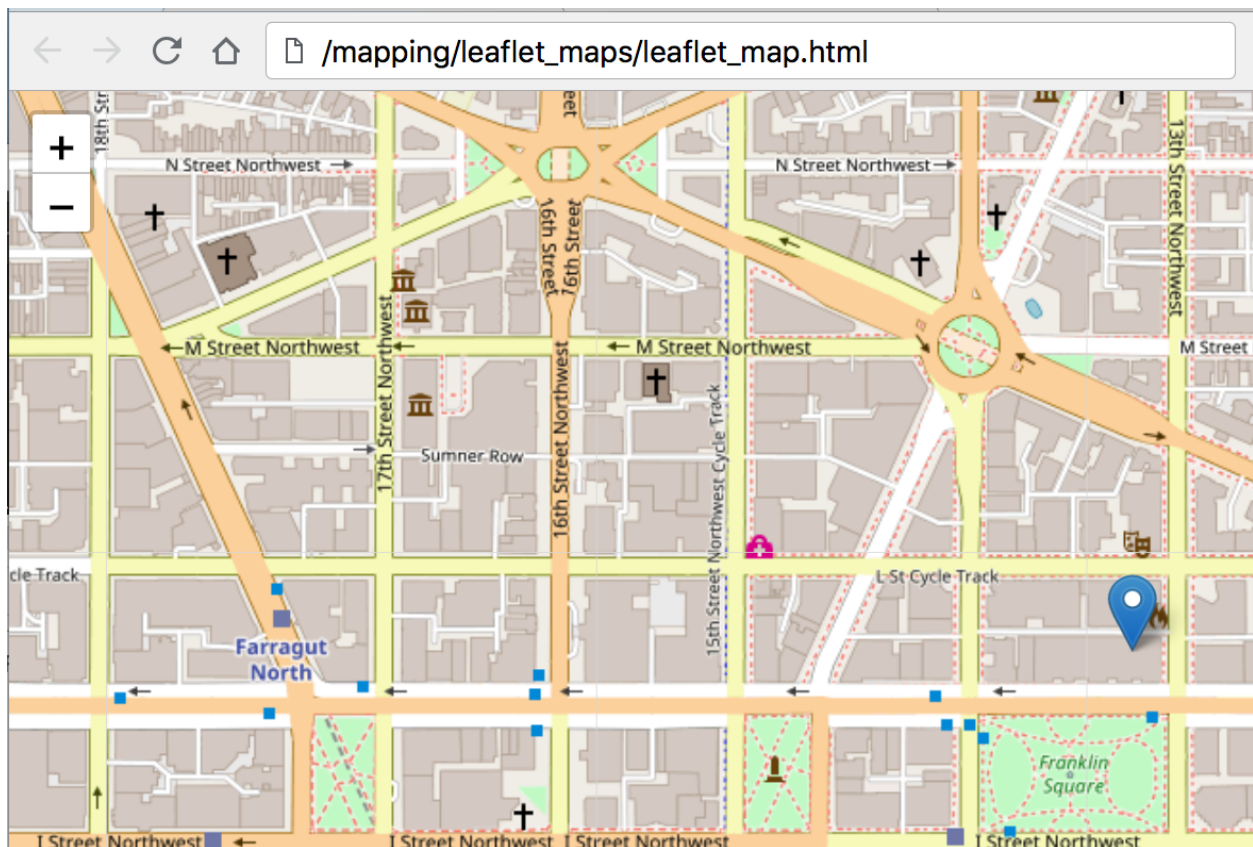 /mapping/leaflet_maps/leaflet_map.html
+
−
18th Str
eet
N Street Northwest
N Street Northwest
13th Street Northwest
16th Street
16th Street
17th Street Northwest
M Street Northwest
M Street Northwest
M Street
16th Street Northwest
15th Street Northwest Cycle Track
Sumner Row
cle Track
L St Cycle Track
Farragut
North
Franklin
Square
I Street Northwest
I Street Northwest
I Street Northwest
I Street Northwest